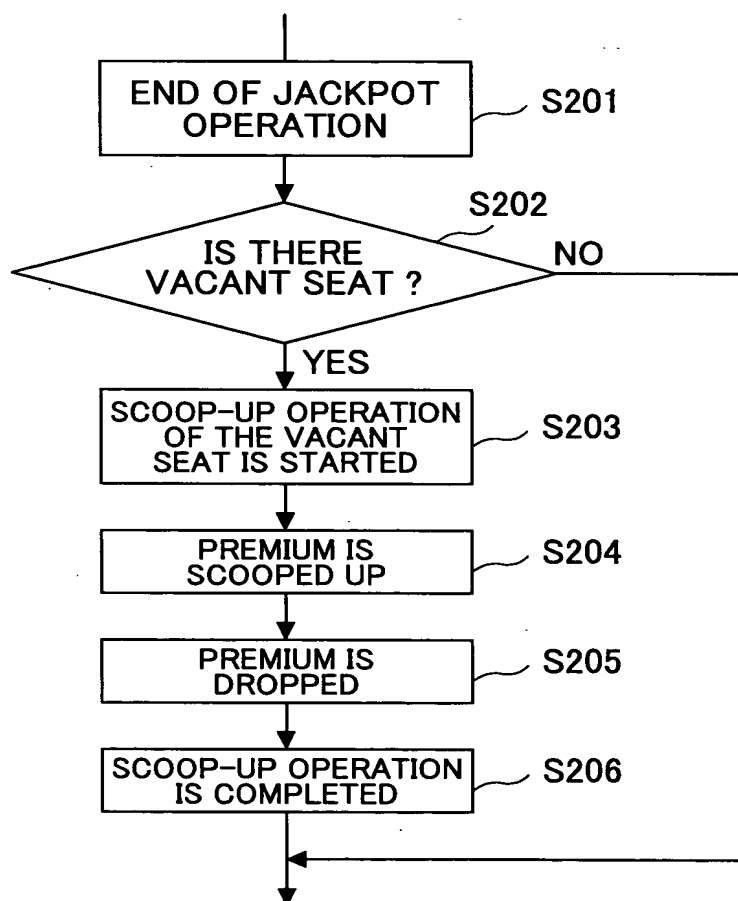 END OF JACKPOT
OPERATION
S201
S202
IS THERE
VACANT SEAT ?
NO
YES
SCOOP-UP OPERATION
OF THE VACANT
SEAT IS STARTED
S203
PREMIUM IS
SCOOPED UP
S204
PREMIUM IS
DROPPED
S205
SCOOP-UP OPERATION
IS COMPLETED
S206